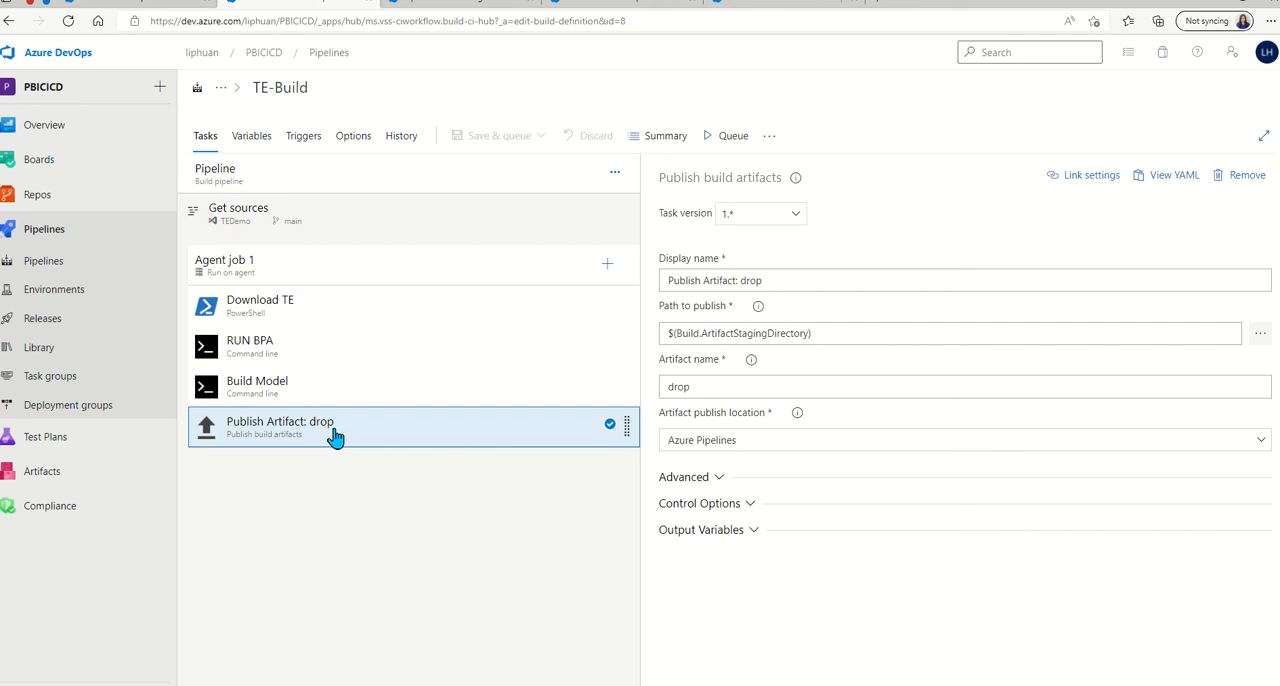 https://dev.azure.com/liphuan/PBICICD/_apps/hub/ms.vss-ciworkflow.build-ci-hub?_a=edit-build-definition&id=8
Not syncing
Azure DevOps
liphuan / PBICICD / Pipelines
Search
LH
P PBICICD
TE-Build
Overview
Boards
Repos
Pipelines
Pipelines
Environments
Releases
Library
Task groups
Deployment groups
Test Plans
Artifacts
Compliance
Tasks Variables Triggers Options History Save & queue Discard Summary Queue
Pipeline
Build pipeline
Get sources
TEDemo main
Agent job 1
Run on agent
Download TE
PowerShell
RUN BPA
Command line
Build Model
Command line
Publish Artifact: drop
Publish build artifacts
Publish build artifacts
Link settings View YAML Remove
Task version 1.*
Display name *
Publish Artifact: drop
Path to publish *
$(Build.ArtifactStagingDirectory)
Artifact name *
drop
Artifact publish location *
Azure Pipelines
Advanced
Control Options
Output Variables